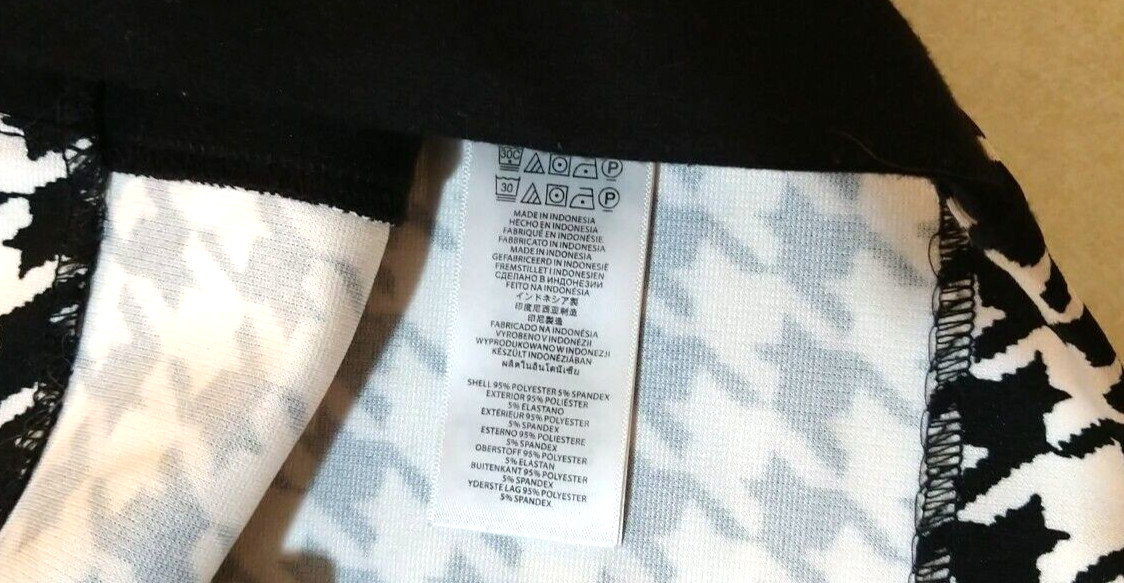 30C P
30 P
MADE IN INDONESIA
HECHO EN INDONESIA
FABRIQUÉ EN INDONÉSIE
FABBRICATO IN INDONESIA
MADE IN INDONESIA
GEFABRICEERD IN INDONESIË
FREMSTILLET I INDONESIEN
СДЕЛАНО В ИНДОНЕЗИИ
FEITO NA INDONÉSIA
インドネシア製
印度尼西亚制造
印尼製造
FABRICADO NA INDONÉSIA
VYROBENO V INDONÉZII
WYPRODUKOWANO W INDONEZJI
KÉSZÜLT INDONÉZIÁBAN
ผลิตในอินโดนีเซีย
SHELL 95% POLYESTER 5% SPANDEX
EXTERIOR 95% POLIÉSTER
5% ELASTANO
EXTÉRIEUR 95% POLYESTER
5% SPANDEX
ESTERNO 95% POLIESTERE
5% SPANDEX
OBERSTOFF 95% POLYESTER
5% ELASTAN
BUITENKANT 95% POLYESTER
5% SPANDEX
YDERSTE LAG 95% POLYESTER
5% SPANDEX